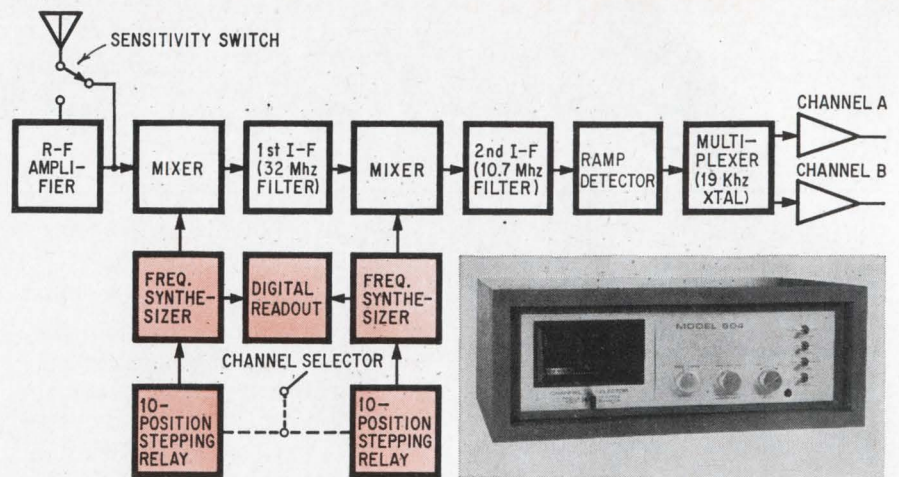 SENSITIVITY SWITCH
R-F
AMPLI-
FIER
MIXER
1st I-F
(32 Mhz
FILTER)
MIXER
2nd I-F
(10.7 Mhz
FILTER)
RAMP
DETECTOR
MULTI-
PLEXER
(19 Khz
XTAL)
CHANNEL A
CHANNEL B
FREQ.
SYNTHE-
SIZER
DIGITAL
READOUT
FREQ.
SYNTHE-
SIZER
CHANNEL SELECTOR
10-
POSITION
STEPPING
RELAY
10-
POSITION
STEPPING
RELAY
MODEL 604
CHANNEL SELECTOR